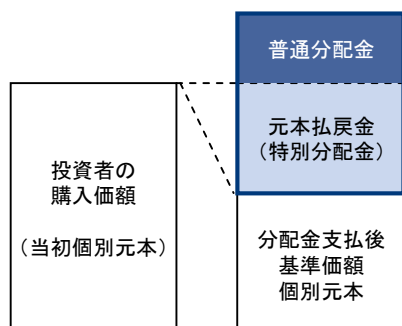 普通分配金
元本払戻金
（特別分配金）
投資者の
購入価額
（当初個別元本）
分配金支払後
基準価額
個別元本